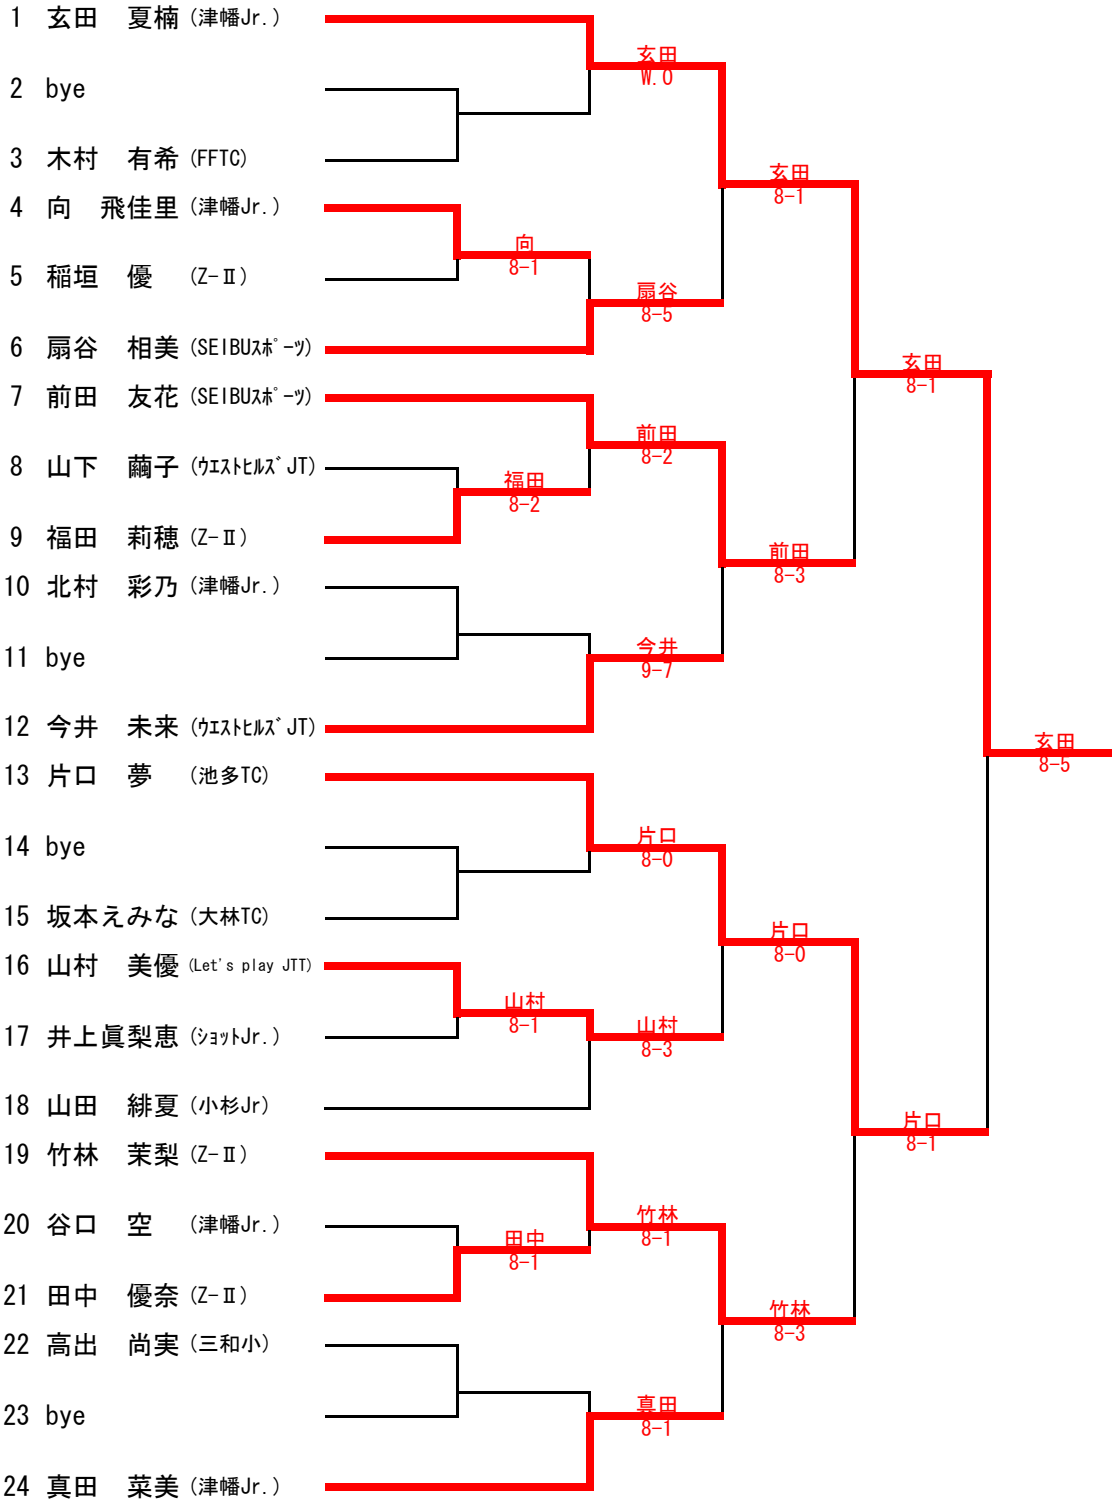 1 玄田 夏楠 (津幡Jr.)
玄田
W.O
2 bye
3 木村 有希 (FFTC)
玄田
8-1
4 向 飛佳里 (津幡Jr.)
向
8-1
5 稲垣 優 (Z-Ⅱ)
扇谷
8-5
6 扇谷 相美 (SEIBUｽﾎﾟｰﾂ)
玄田
8-1
7 前田 友花 (SEIBUｽﾎﾟｰﾂ)
前田
8-2
8 山下 繭子 (ｳｴｽﾄﾋﾙｽﾞJT)
福田
8-2
9 福田 莉穂 (Z-Ⅱ)
前田
8-3
10 北村 彩乃 (津幡Jr.)
今井
9-7
11 bye
12 今井 未来 (ｳｴｽﾄﾋﾙｽﾞJT)
玄田
8-5
13 片口 夢 (池多TC)
片口
8-0
14 bye
15 坂本えみな (大林TC)
片口
8-0
16 山村 美優 (Let's play JTT)
山村
8-1
17 井上眞梨恵 (ｼｮｯﾄJr.)
山村
8-3
18 山田 緋夏 (小杉Jr)
片口
8-1
19 竹林 茉梨 (Z-Ⅱ)
竹林
8-1
20 谷口 空 (津幡Jr.)
田中
8-1
21 田中 優奈 (Z-Ⅱ)
竹林
8-3
22 高出 尚実 (三和小)
真田
8-1
23 bye
24 真田 菜美 (津幡Jr.)